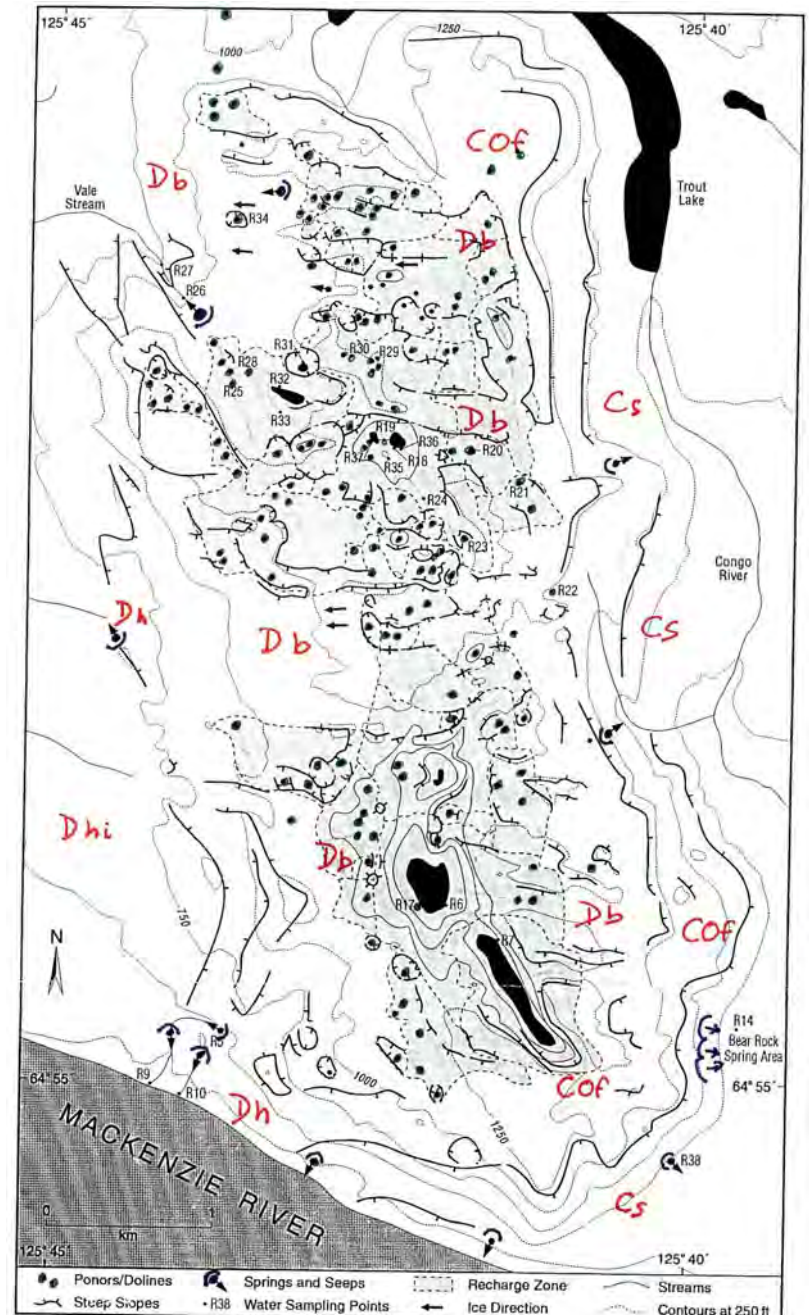 125° 45'
125° 40'
1000
1250
COf
Db
Vale
Stream
Trout
Lake
R34
Db
R27
R26
R31
R30
R29
R28
R25
R32
Cs
R33
Db
R19
R36
R37
R35
R18
R20
R24
R21
R23
Congo
River
R22
Dh
Db
Cs
Dhi
Db
R17
R6
Db
750
R7
COf
N
R14
Bear Rock
Spring Area
R5
R9
R10
64° 55'
64° 55'
1000
COf
Dh
1250
MACKENZIE RIVER
R38
Cs
0 1
km
125° 45'
125° 40'
Ponors/Dolines
Springs and Seeps
Recharge Zone
Streams
Steep Slopes
•R38 Water Sampling Points
Ice Direction
Contours at 250 ft